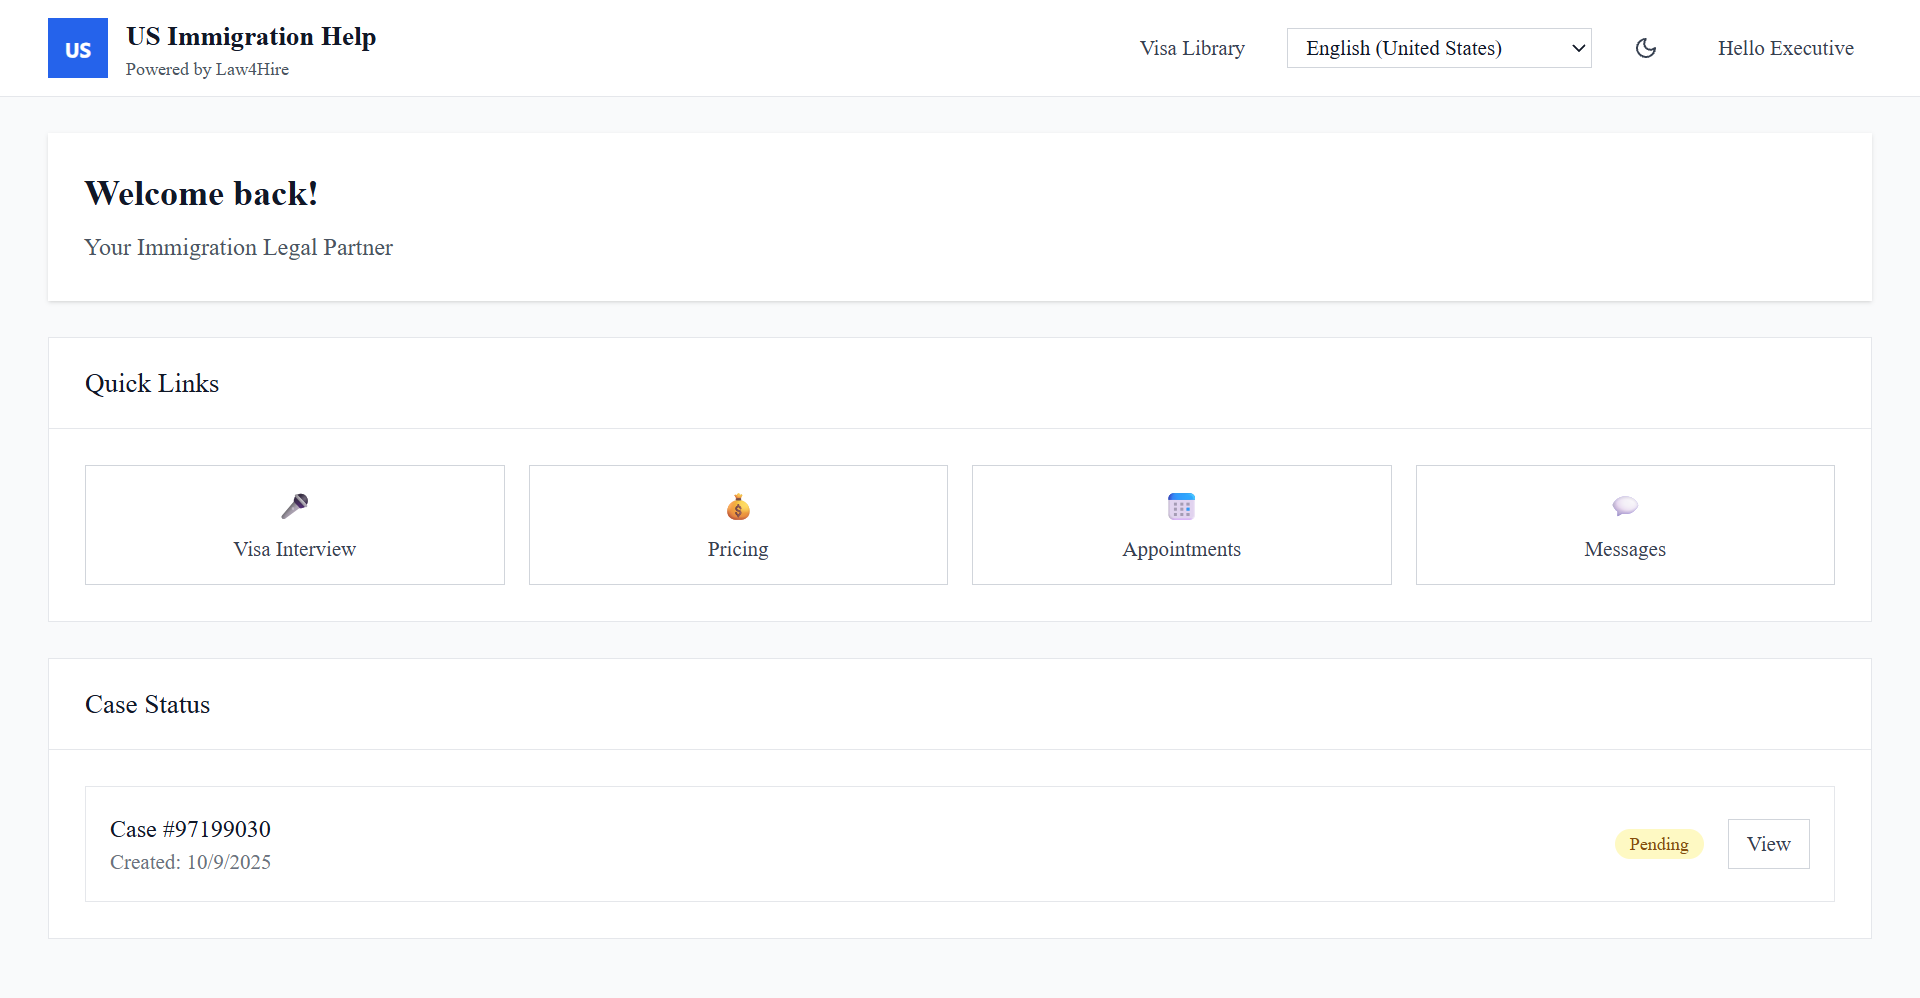 US
US Immigration Help
Powered by Law4Hire
Visa Library
English (United States)
Hello Executive
Welcome back!
Your Immigration Legal Partner
Quick Links
Visa Interview
Pricing
Appointments
Messages
Case Status
Case #97199030
Created: 10/9/2025
Pending
View